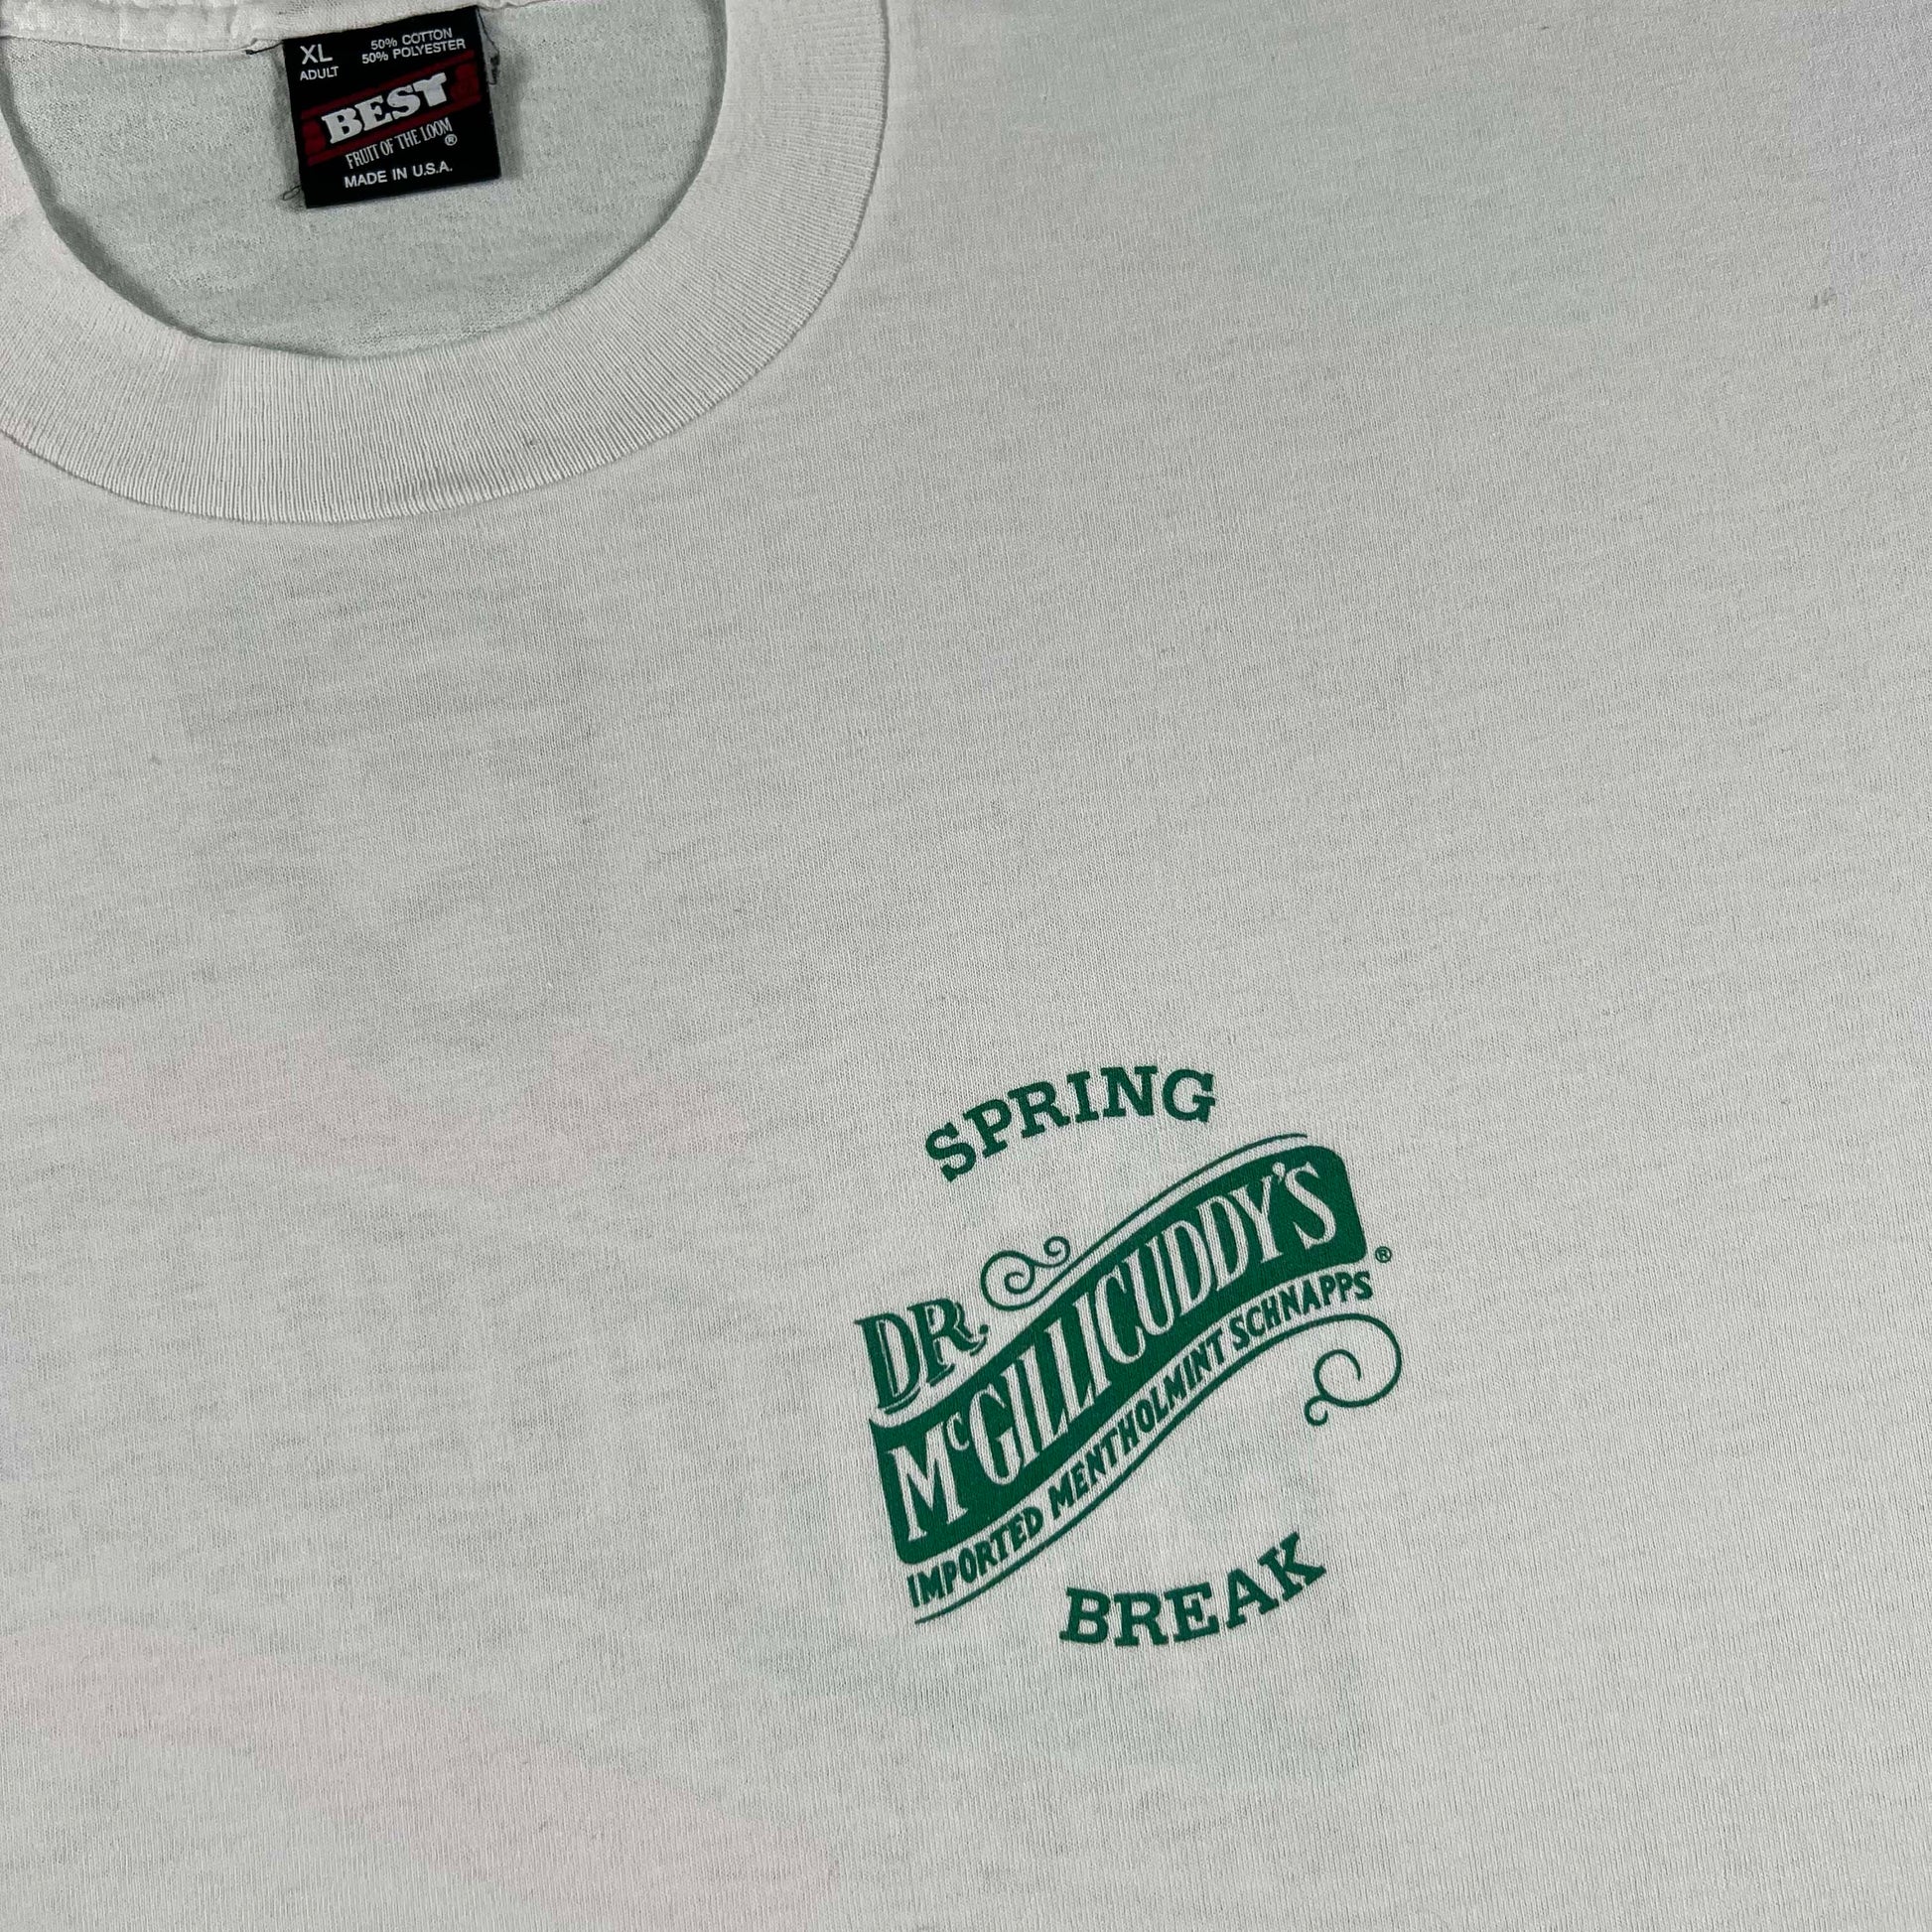 XL
ADULT
50% COTTON
50% POLYESTER
BEST
FRUIT OF THE LOOM®
MADE IN U.S.A.
SPRING
DR.
McGILLICUDDY'S®
IMPORTED MENTHOLMINT SCHNAPPS
BREAK